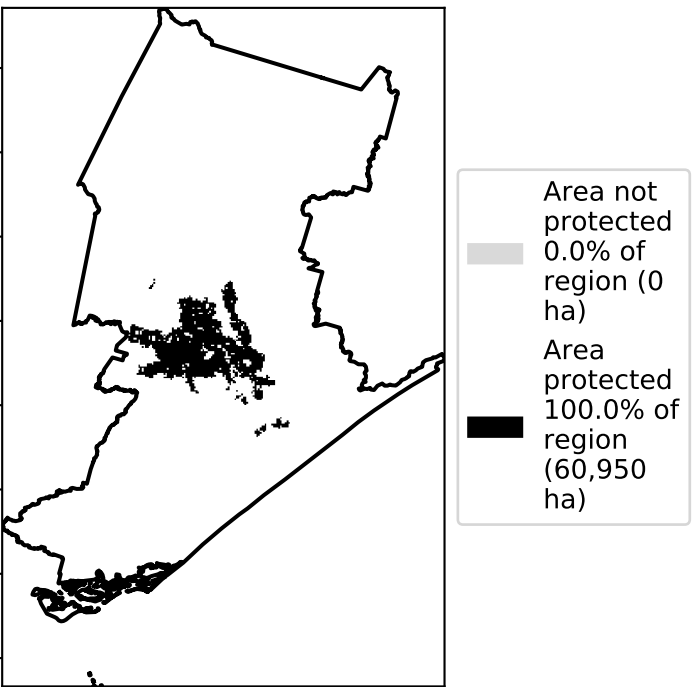 Area not
protected
0.0% of
region (0
ha)
Area
protected
100.0% of
region
(60,950
ha)